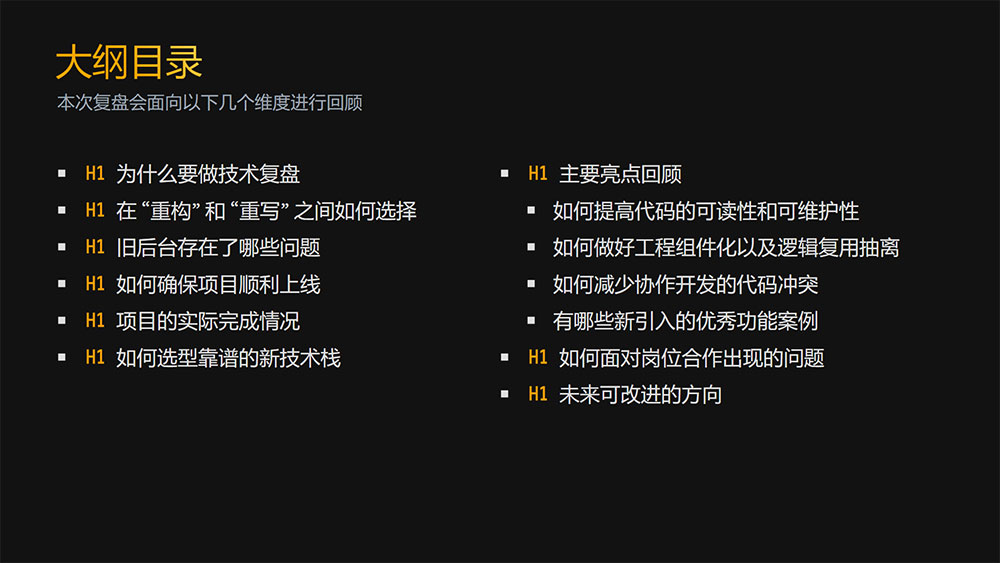 大纲目录
本次复盘会面向以下几个维度进行回顾
▪ H1 为什么要做技术复盘
▪ H1 在 “重构” 和 “重写” 之间如何选择
▪ H1 旧后台存在了哪些问题
▪ H1 如何确保项目顺利上线
▪ H1 项目的实际完成情况
▪ H1 如何选型靠谱的新技术栈
▪ H1 主要亮点回顾
▪ 如何提高代码的可读性和可维护性
▪ 如何做好工程组件化以及逻辑复用抽离
▪ 如何减少协作开发的代码冲突
▪ 有哪些新引入的优秀功能案例
▪ H1 如何面对岗位合作出现的问题
▪ H1 未来可改进的方向